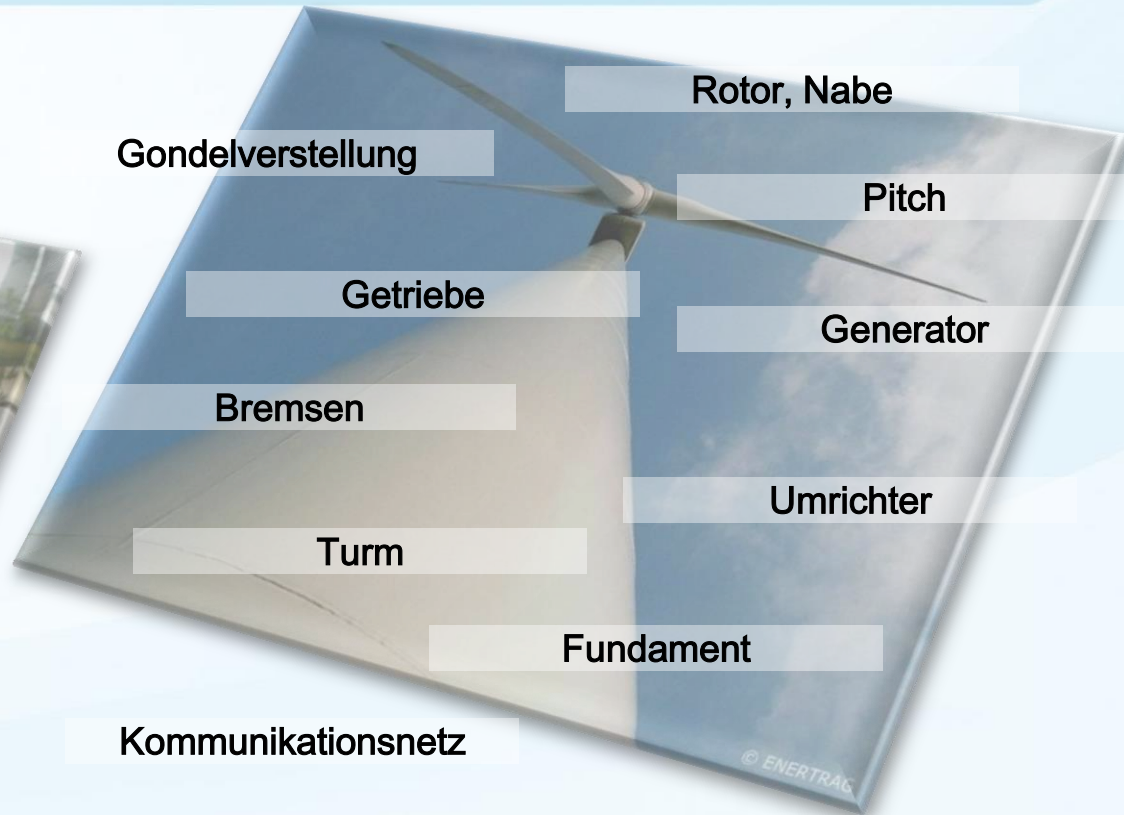 Rotor, Nabe
Gondelverstellung
Pitch
Getriebe
Generator
Bremsen
Umrichter
Turm
Fundament
Kommunikationsnetz
© ENERTRAG